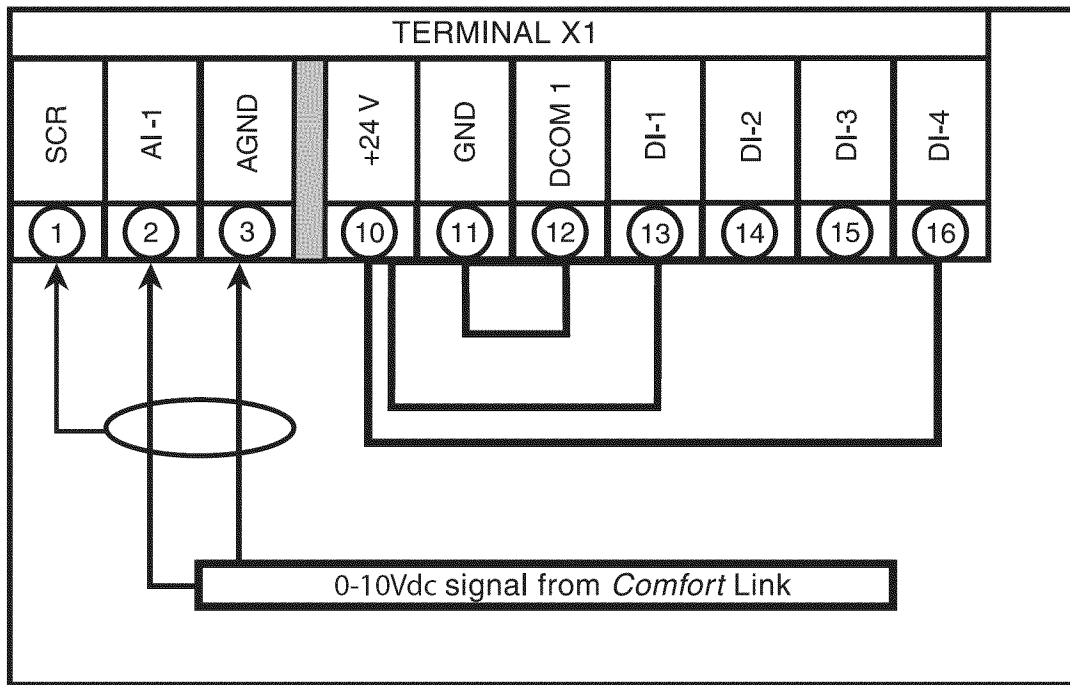 TERMINAL X1
SCR
AI-1
AGND
+24 V
GND
DCOM 1
DI-1
DI-2
DI-3
DI-4
1
2
3
10
11
12
13
14
15
16
0-10Vdc signal from Comfort Link